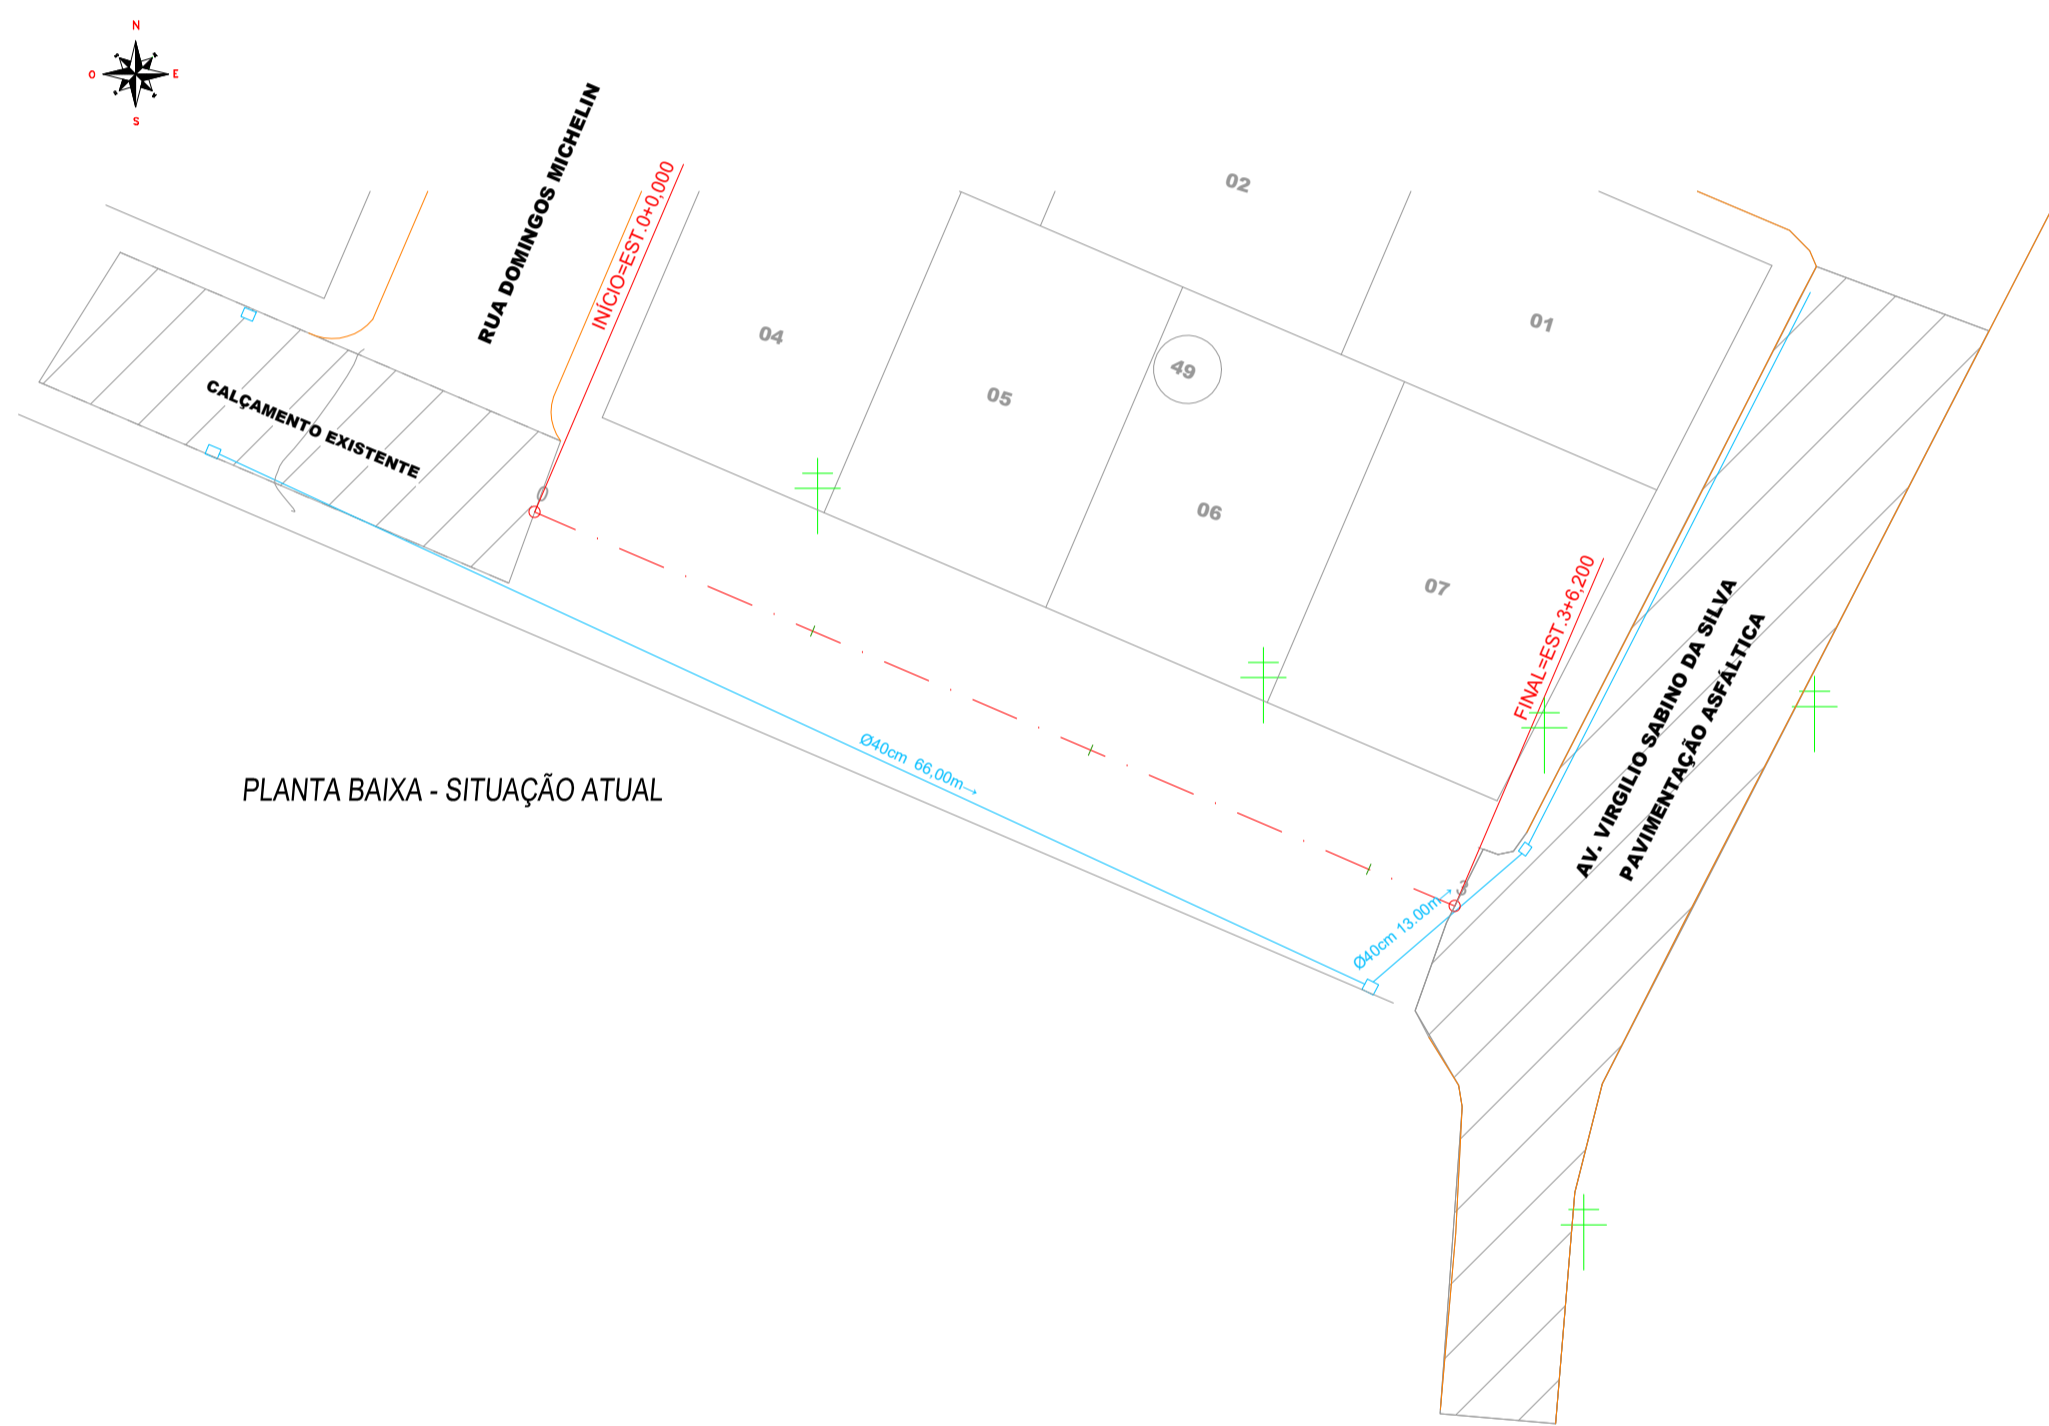 N
O
E
S
RUA DOMINGOS MICHELIN
INÍCIO=EST.0+0,000
02
01
04
05
49
06
07
CALÇAMENTO EXISTENTE
0
FINAL=EST.3+6,200
AV. VIRGILIO SABINO DA SILVA
PAVIMENTAÇÃO ASFÁLTICA
Ø40cm 66,00m→
PLANTA BAIXA - SITUAÇÃO ATUAL
3
Ø40cm 13.00m→